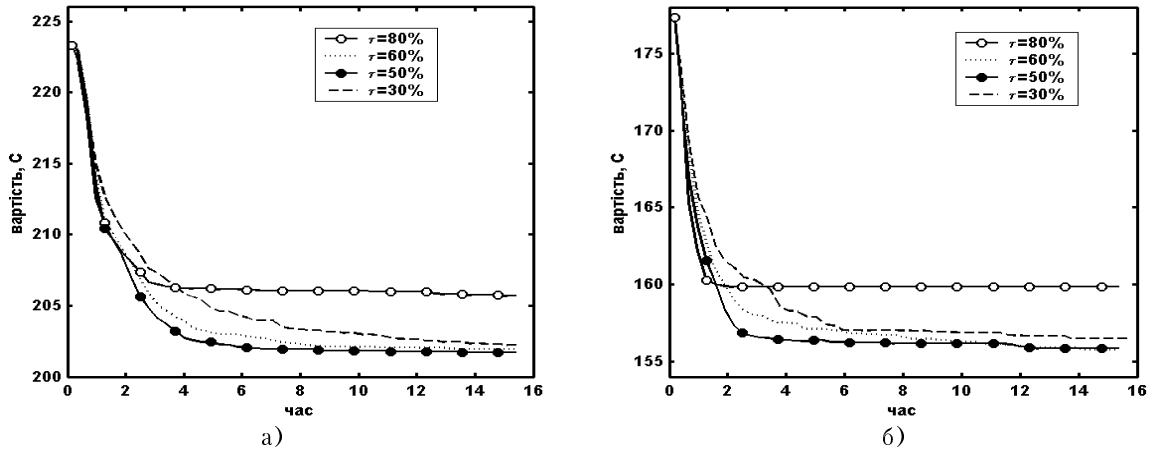 225
220
215
210
205
200
вартість, С
0 2 4 6 8 10 12 14 16
час
τ=80%
τ=60%
τ=50%
τ=30%
а)
175
170
165
160
155
вартість, С
0 2 4 6 8 10 12 14 16
час
τ=80%
τ=60%
τ=50%
τ=30%
б)